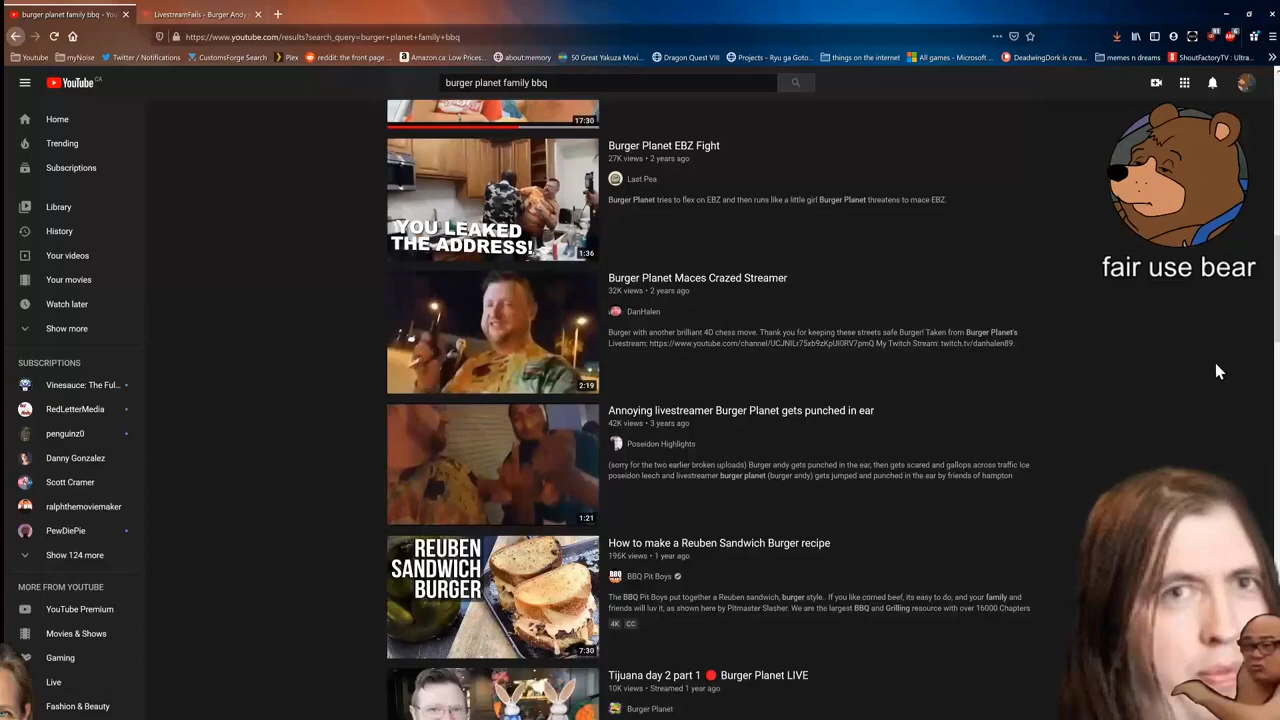 burger planet family bbq - You
LivestreamFails - Burger Andy
https://www.youtube.com/results?search_query=burger+planet+family+bbq
Youtube
myNoise
Twitter / Notifications
CustomsForge Search
Plex
reddit: the front page ...
Amazon.ca: Low Prices...
about:memory
50 Great Yakuza Movi...
Dragon Quest VIII
Projects - Ryu ga Goto...
things on the internet
All games - Microsoft ...
DeadwingDork is crea...
memes n dreams
ShoutFactoryTV : Ultra...
YouTube CA
burger planet family bbq
Home
Trending
Subscriptions
Library
History
Your videos
Your movies
Watch later
Show more
SUBSCRIPTIONS
Vinesauce: The Ful...
RedLetterMedia
penguinz0
Danny Gonzalez
Scott Cramer
ralphthemoviemaker
PewDiePie
Show 124 more
MORE FROM YOUTUBE
YouTube Premium
Movies & Shows
Gaming
Live
Fashion & Beauty
17:30
YOU LEAKED
THE ADDRESS!
1:36
Burger Planet EBZ Fight
27K views • 2 years ago
Last Pea
Burger Planet tries to flex on EBZ and then runs like a little girl Burger Planet threatens to mace EBZ.
2:19
Burger Planet Maces Crazed Streamer
32K views • 2 years ago
DanHalen
Burger with another brilliant 4D chess move. Thank you for keeping these streets safe Burger! Taken from Burger Planet's
Livestream: https://www.youtube.com/channel/UCJNILr75xb9zKpUI0RV7pmQ My Twitch Stream: twitch.tv/danhalen89.
1:21
Annoying livestreamer Burger Planet gets punched in ear
42K views • 3 years ago
Poseidon Highlights
(sorry for the two earlier broken uploads) Burger andy gets punched in the ear, then gets scared and gallops across traffic Ice
poseidon leech and livestreamer burger planet (burger andy) gets jumped and punched in the ear by friends of hampton
REUBEN
SANDWICH
BURGER
7:30
How to make a Reuben Sandwich Burger recipe
196K views • 1 year ago
BBQ Pit Boys
The BBQ Pit Boys put together a Reuben sandwich, burger style.. If you like corned beef, its easy to do, and your family and
friends will luv it, as shown here by Pitmaster Slasher. We are the largest BBQ and Grilling resource with over 16000 Chapters
4K CC
Tijuana day 2 part 1 🔴 Burger Planet LIVE
10K views • Streamed 1 year ago
Burger Planet
fair use bear